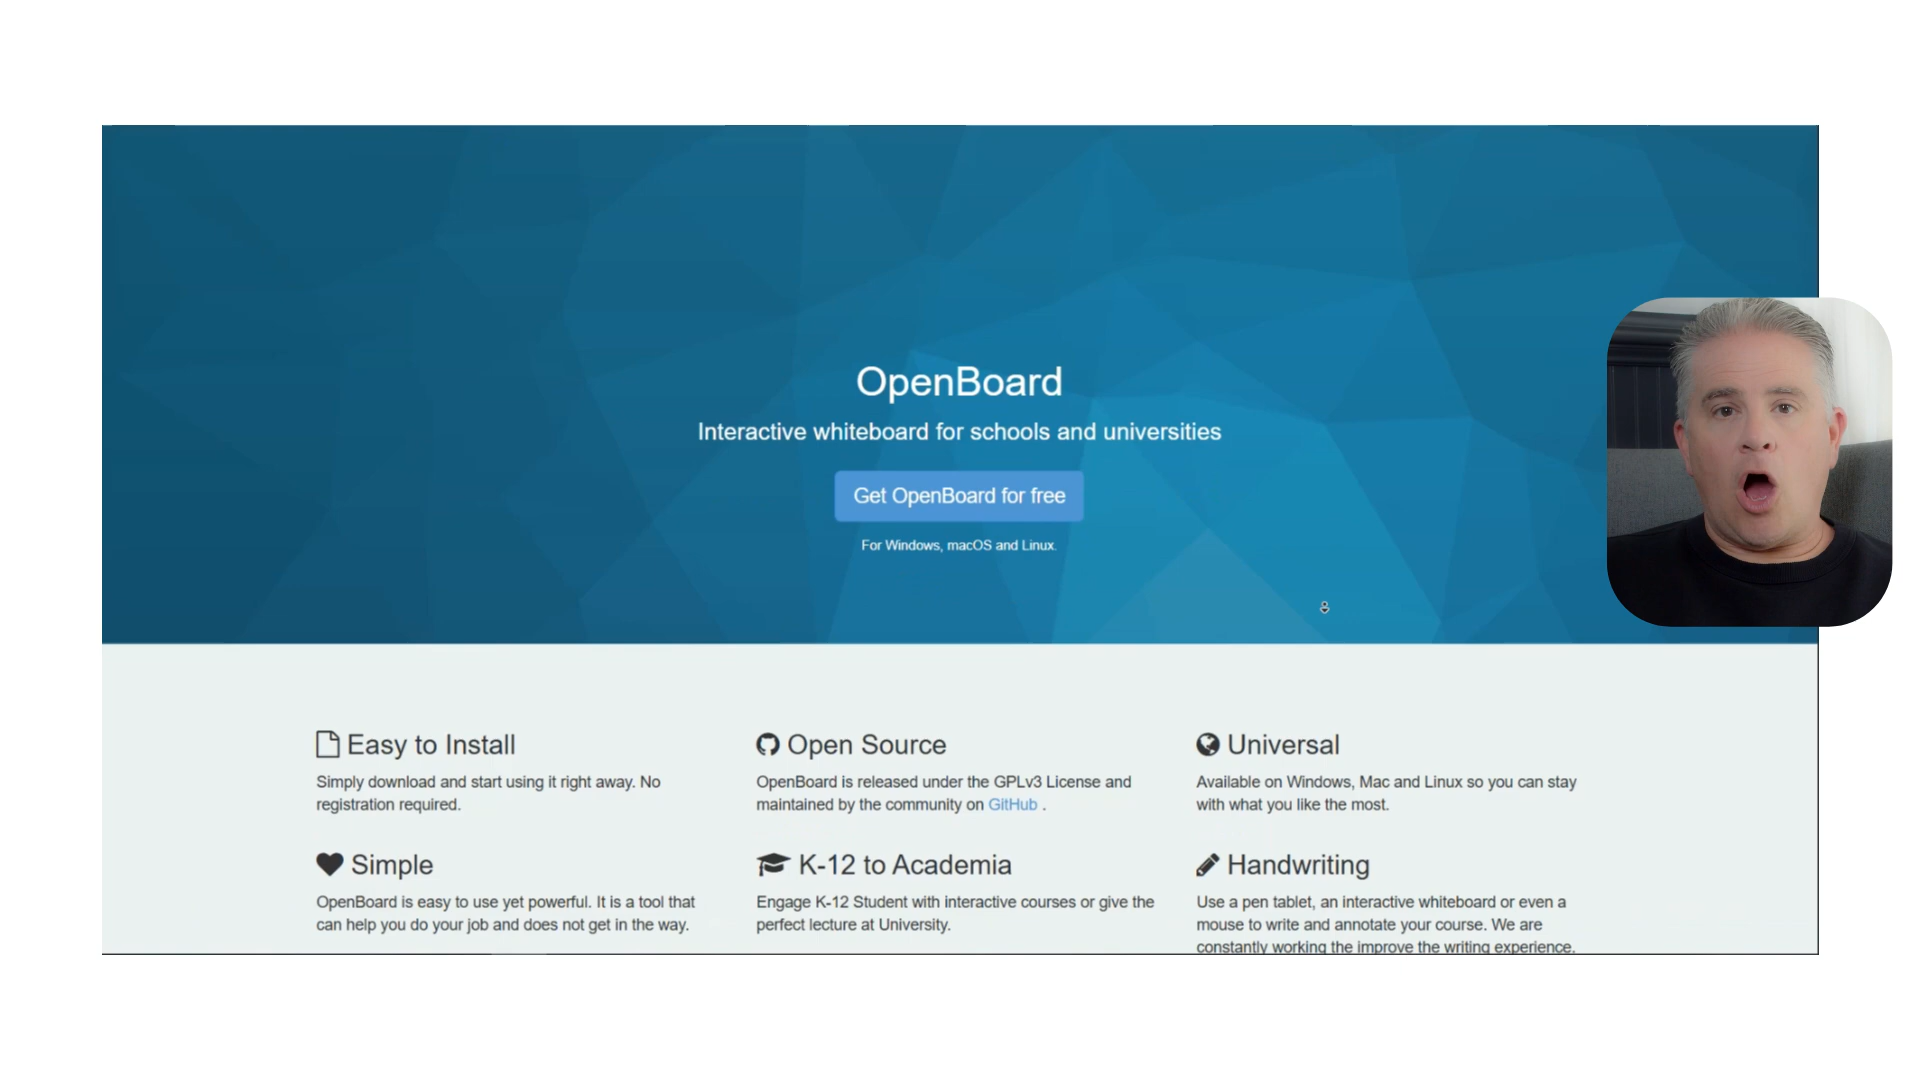 OpenBoard
Interactive whiteboard for schools and universities
Get OpenBoard for free
For Windows, macOS and Linux.
Easy to Install
Simply download and start using it right away. No
registration required.
Open Source
OpenBoard is released under the GPLv3 License and
maintained by the community on GitHub .
Universal
Available on Windows, Mac and Linux so you can stay
with what you like the most.
Simple
OpenBoard is easy to use yet powerful. It is a tool that
can help you do your job and does not get in the way.
K-12 to Academia
Engage K-12 Student with interactive courses or give the
perfect lecture at University.
Handwriting
Use a pen tablet, an interactive whiteboard or even a
mouse to write and annotate your course. We are
constantly working the improve the writing experience.